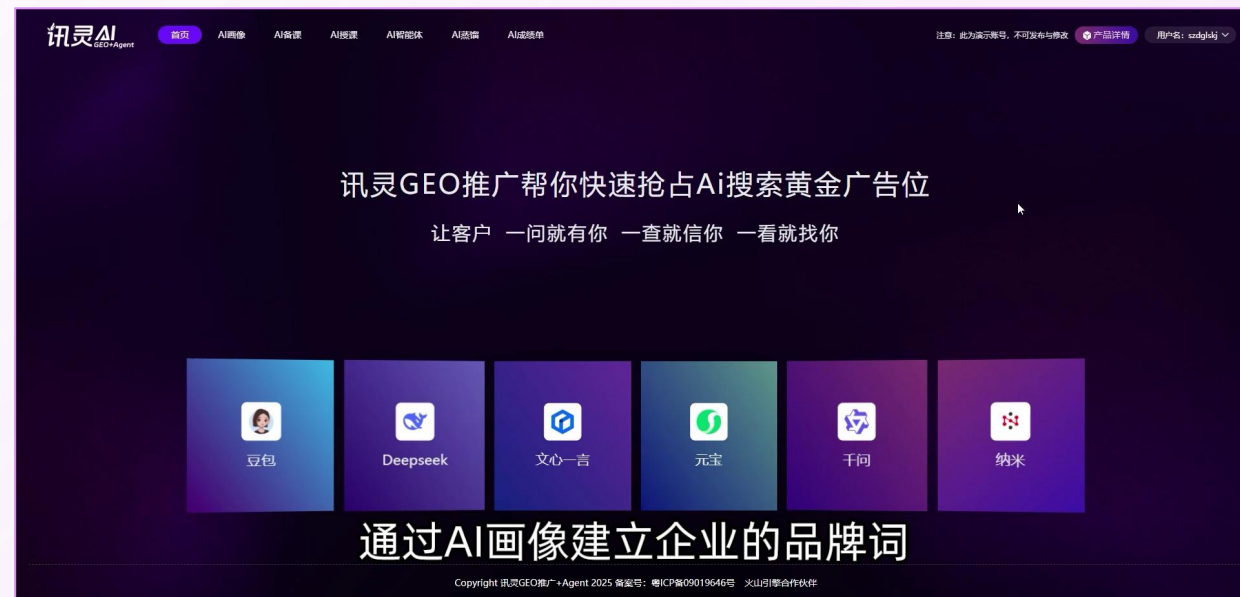 讯灵AI
GEO+Agent
首页 AI画像 AI备课 AI授课 AI智能体 AI蒸馏 AI成绩单
注意：此为演示账号，不可发布与修改 产品详情 用户名：szdglskj
讯灵GEO推广帮你快速抢占Ai搜索黄金广告位
让客户 一问就有你 一查就信你 一看就找你
豆包 Deepseek 文心一言 元宝 千问 纳米
通过AI画像建立企业的品牌词
Copyright 讯灵GEO推广+Agent 2025 备案号：粤ICP备09019646号 火山引擎合作伙伴